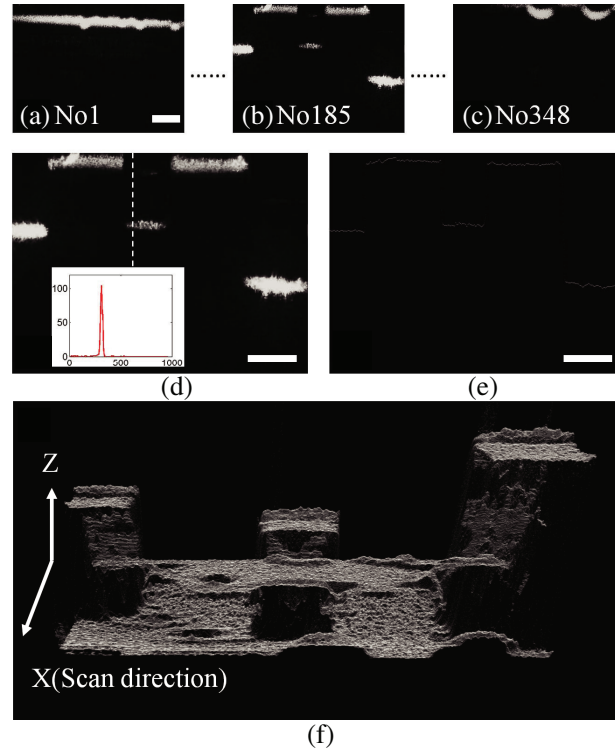 (a) No1
......
(b) No185
......
(c) No348
100
50
0
0
500
1000
(d)
(e)
Z
X(Scan direction)
(f)